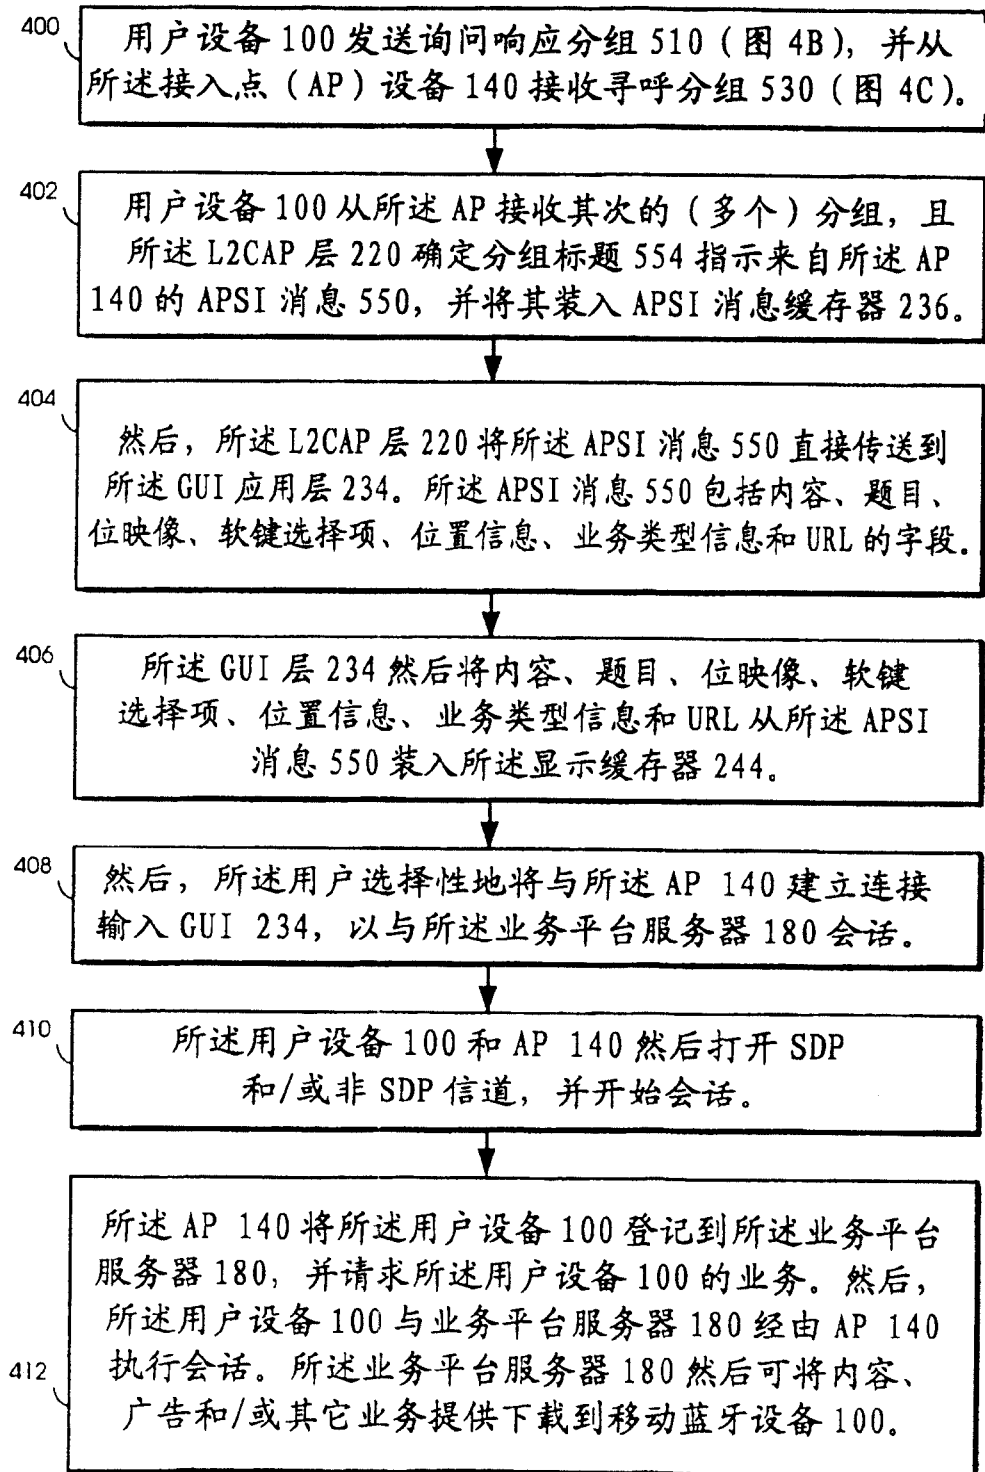 400
用户设备 100 发送询问响应分组 510（图 4B），并从
所述接入点（AP）设备 140 接收寻呼分组 530（图 4C）。
402
用户设备 100 从所述 AP 接收其次的（多个）分组，且
所述 L2CAP 层 220 确定分组标题 554 指示来自所述 AP
140 的 APSI 消息 550，并将其装入 APSI 消息缓存器 236。
404
然后，所述 L2CAP 层 220 将所述 APSI 消息 550 直接传送到
所述 GUI 应用层 234。所述 APSI 消息 550 包括内容、题目、
位映像、软键选择项、位置信息、业务类型信息和 URL 的字段。
406
所述 GUI 层 234 然后将内容、题目、位映像、软键
选择项、位置信息、业务类型信息和 URL 从所述 APSI
消息 550 装入所述显示缓存器 244。
408
然后，所述用户选择性地将与所述 AP 140 建立连接
输入 GUI 234，以与所述业务平台服务器 180 会话。
410
所述用户设备 100 和 AP 140 然后打开 SDP
和/或非 SDP 信道，并开始会话。
所述 AP 140 将所述用户设备 100 登记到所述业务平台
服务器 180，并请求所述用户设备 100 的业务。然后，
所述用户设备 100 与业务平台服务器 180 经由 AP 140
412
执行会话。所述业务平台服务器 180 然后可将内容、
广告和/或其它业务提供下载到移动蓝牙设备 100。